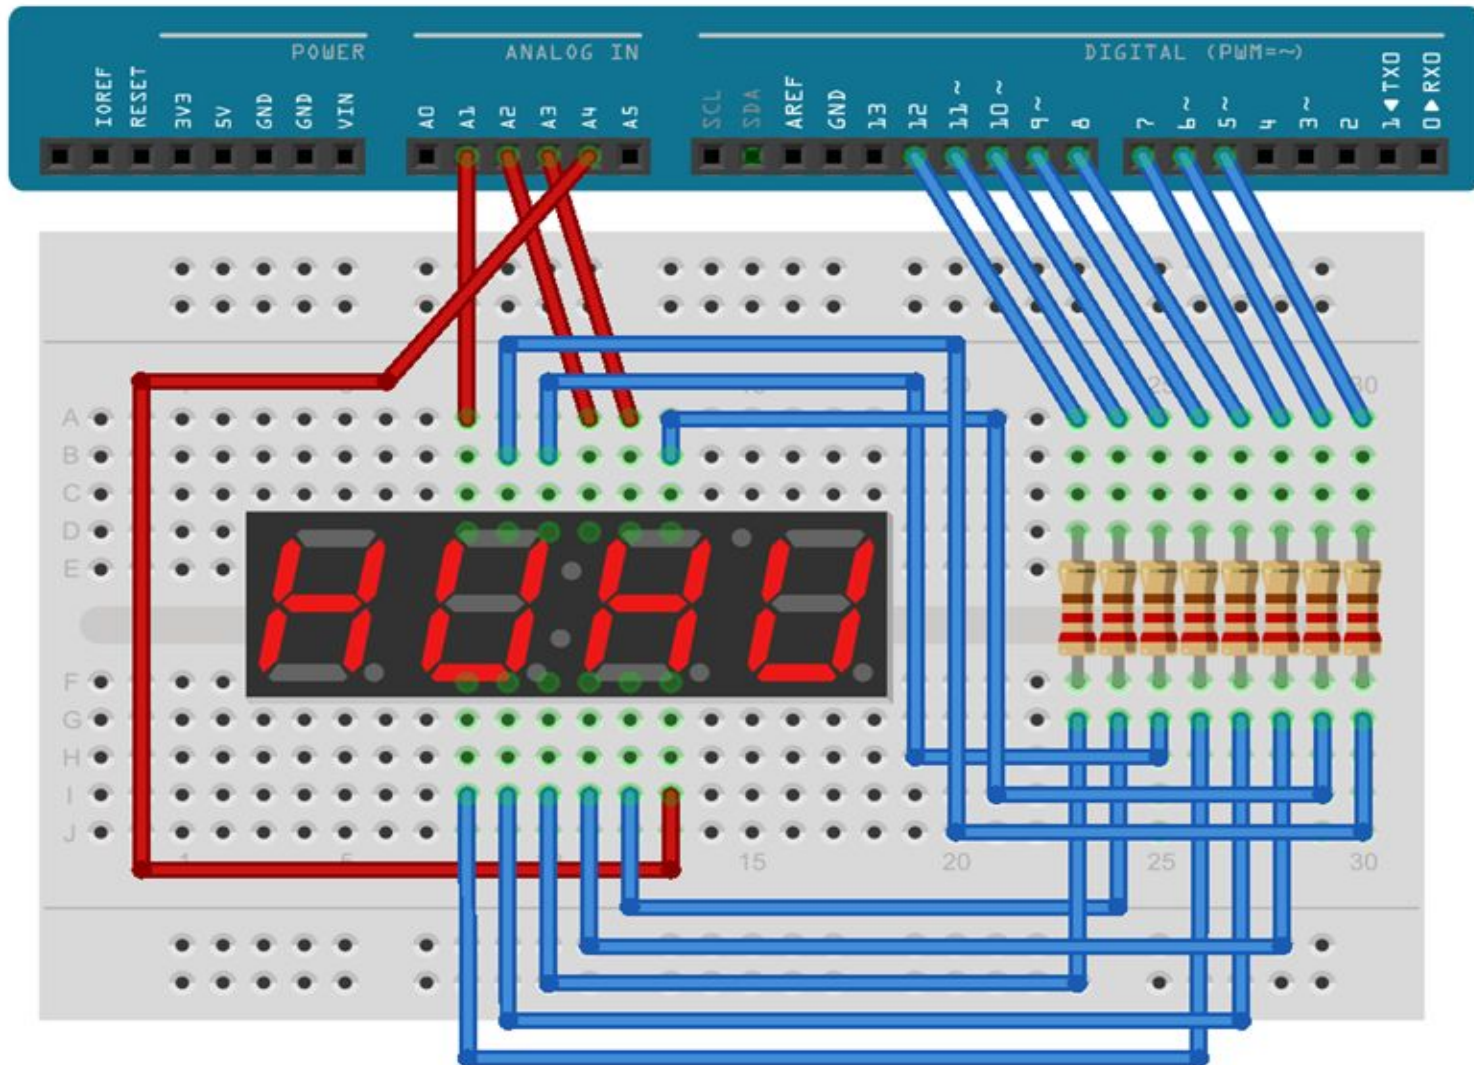 POWER ANALOG IN DIGITAL (PWM=~)
IOREF RESET 3V3 5V GND GND VIN A0 A1 A2 A3 A4 A5 SCL SDA AREF GND 13 12 11~ 10~ 9~ 8 7 6~ 5~ 4 3~ 2 1◀TX0 0▶RX0
A
B
C
D
E
F
G
H
I
J
15 20 25 30